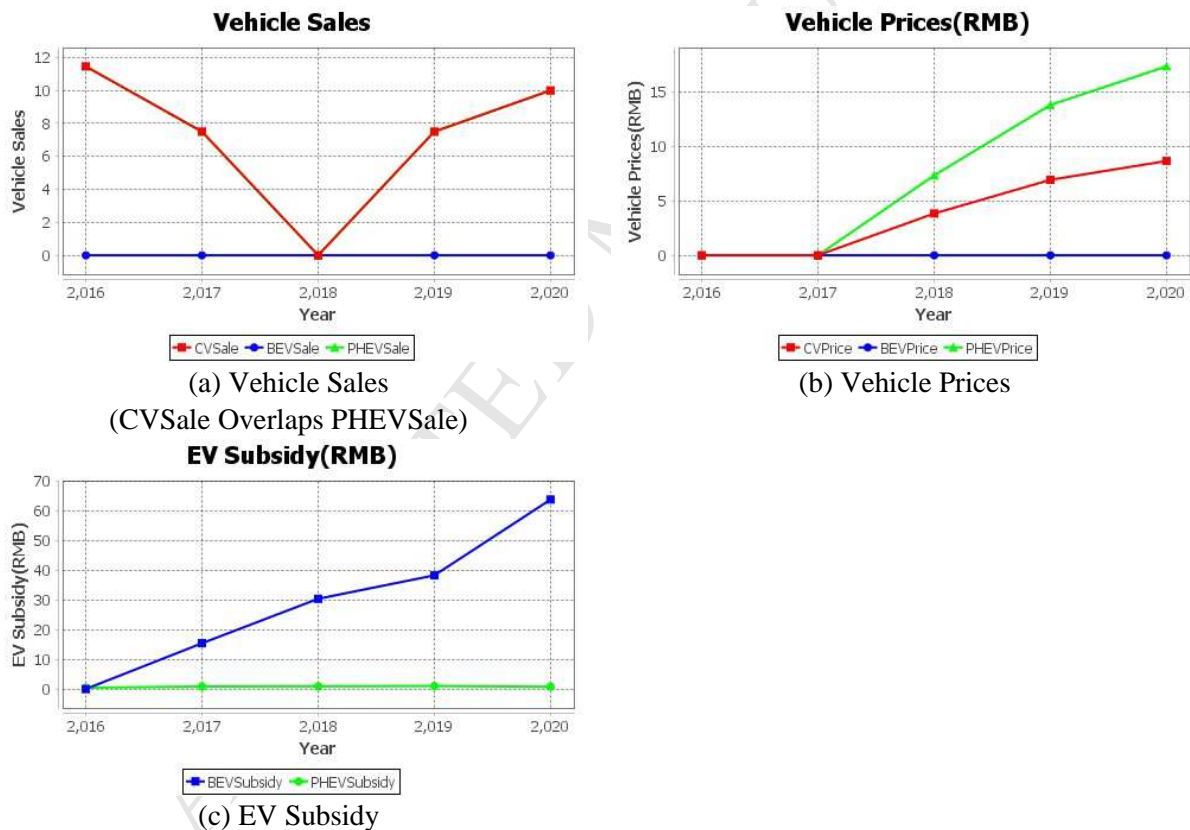 Vehicle Sales
12
10
8
6
4
2
0
Vehicle Sales
2,016 2,017 2,018 2,019 2,020
Year
CVSale BEVSale PHEVSale
(a) Vehicle Sales
(CVSale Overlaps PHEVSale)
Vehicle Prices(RMB)
15
10
5
0
Vehicle Prices(RMB)
2,016 2,017 2,018 2,019 2,020
Year
CVPrice BEVPrice PHEVPrice
(b) Vehicle Prices
EV Subsidy(RMB)
70
60
50
40
30
20
10
0
EV Subsidy(RMB)
2,016 2,017 2,018 2,019 2,020
Year
BEVSubsidy PHEVSubsidy
(c) EV Subsidy